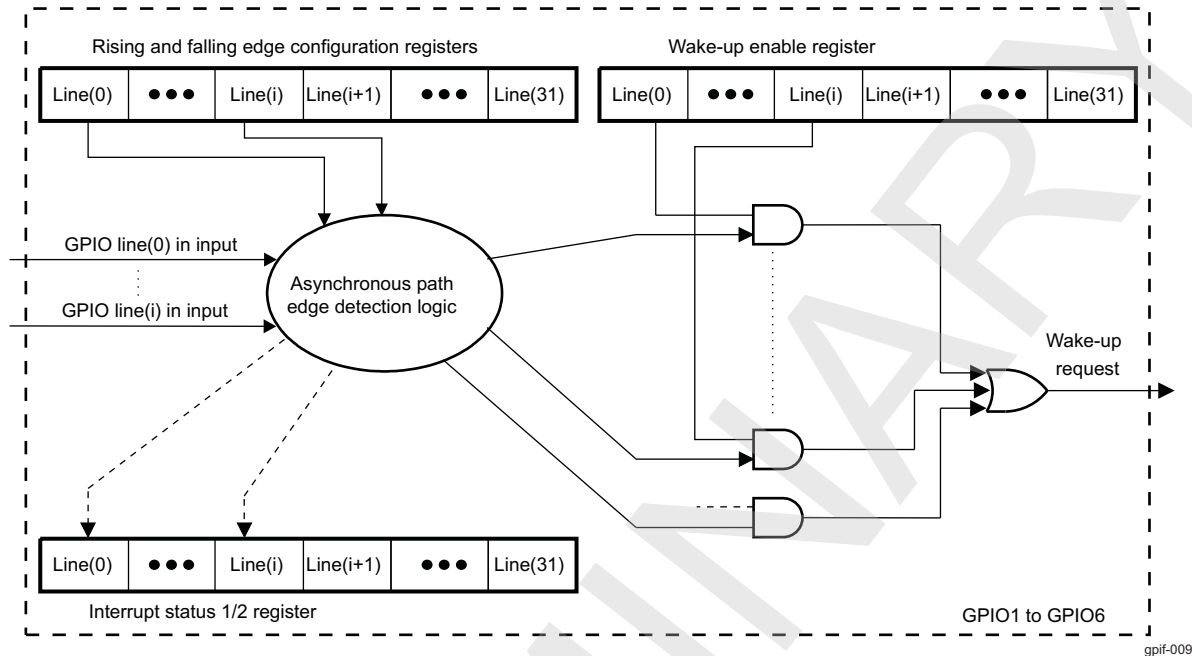 Rising and falling edge configuration registers
Wake-up enable register
Line(0) ••• Line(i) Line(i+1) ••• Line(31)
Line(0) ••• Line(i) Line(i+1) ••• Line(31)
GPIO line(0) in input
Asynchronous path
edge detection logic
GPIO line(i) in input
Wake-up
request
Line(0) ••• Line(i) Line(i+1) ••• Line(31)
Interrupt status 1/2 register
GPIO1 to GPIO6
gpif-009
MINARY